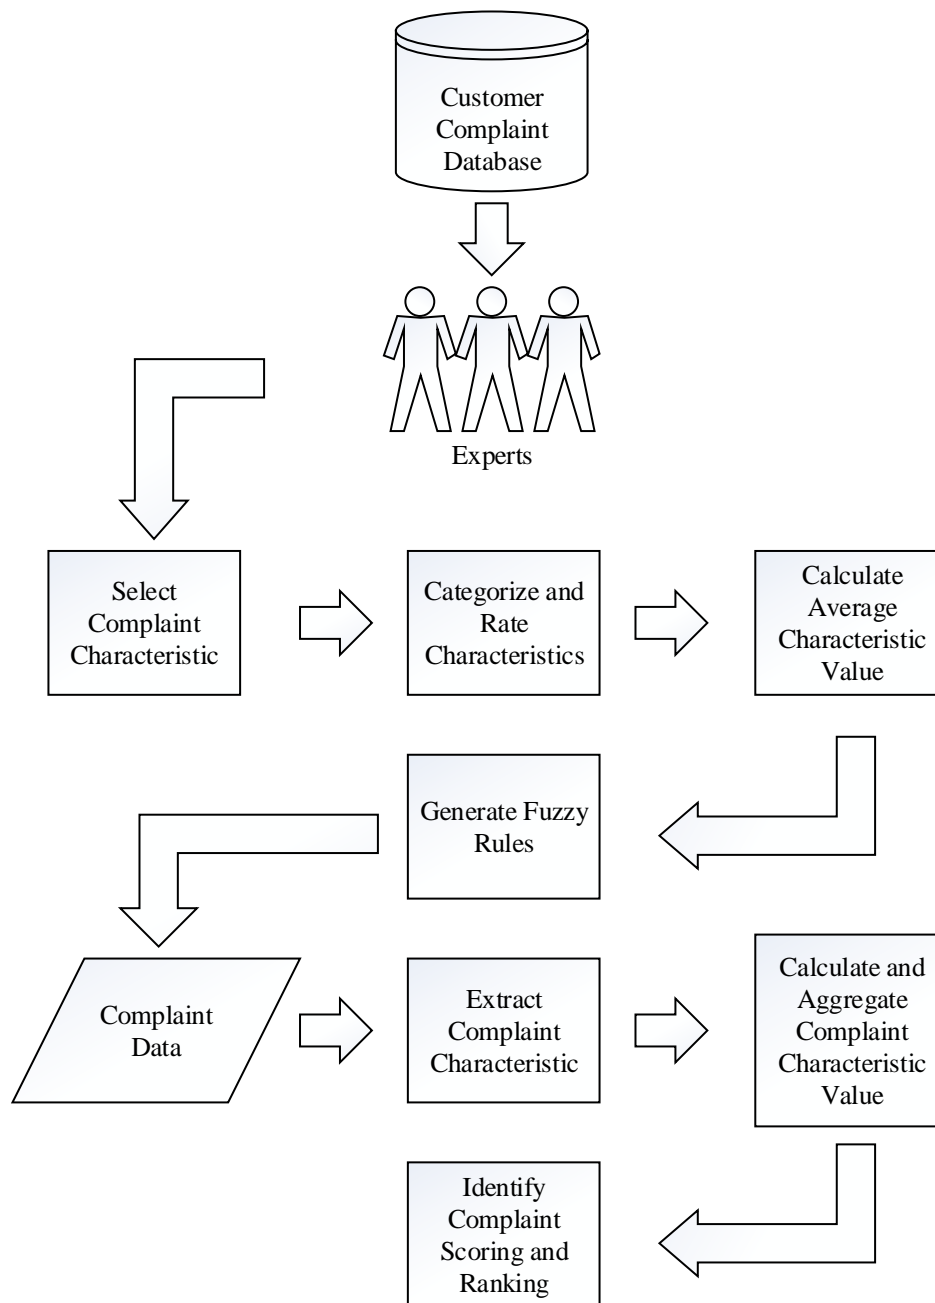 Customer
Complaint
Database
Experts
Select
Complaint
Characteristic
Categorize and
Rate
Characteristics
Calculate
Average
Characteristic
Value
Generate Fuzzy
Rules
Complaint
Data
Extract
Complaint
Characteristic
Calculate and
Aggregate
Complaint
Characteristic
Value
Identify
Complaint
Scoring and
Ranking